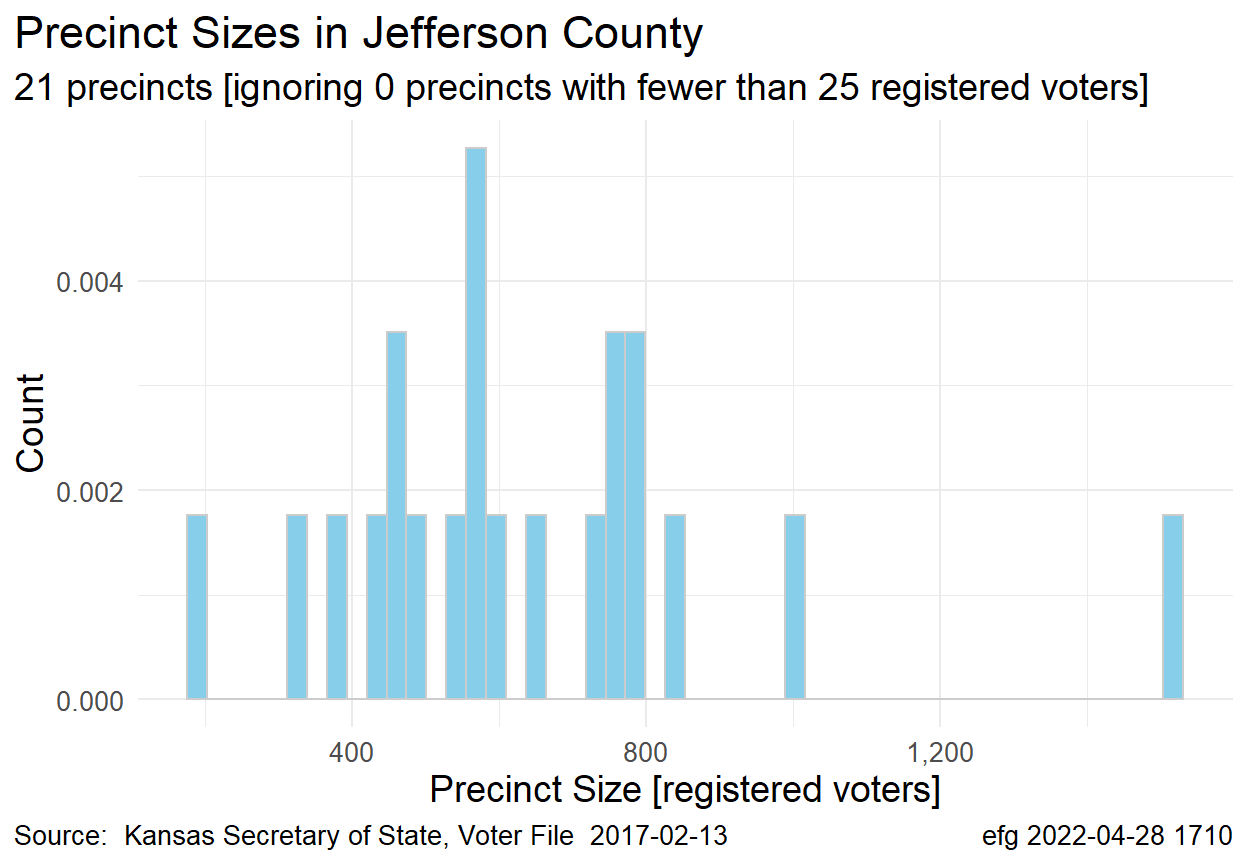 Precinct Sizes in Jefferson County
21 precincts [ignoring 0 precincts with fewer than 25 registered voters]
Count
0.004
0.002
0.000
400 800 1,200
Precinct Size [registered voters]
Source:  Kansas Secretary of State, Voter File  2017-02-13
efg 2022-04-28 1710